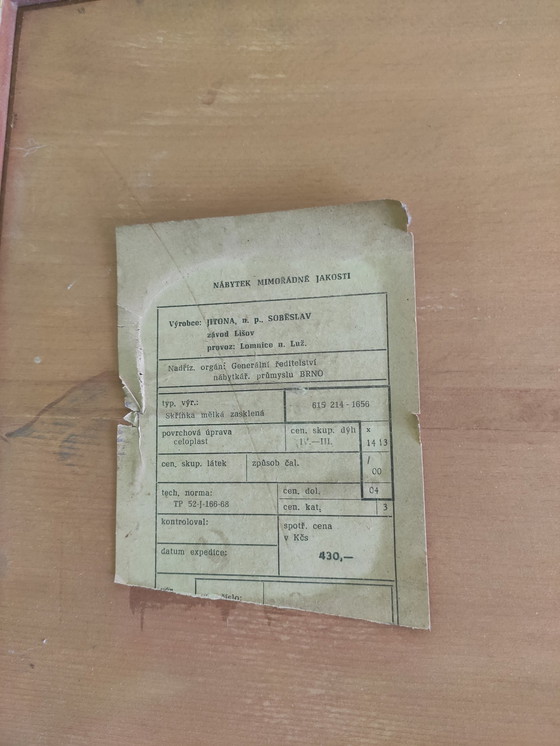 NÁBYTEK MIMOŘÁDNÉ JAKOSTI
Výrobce: JITONA, n. p., SOBĚSLAV
závod Lišov
provoz: Lomnice n. Luž.
Nadříz. orgán: Generální ředitelství
nábytkář. průmyslu BRNO
typ. výr.: 615 214-1656
skříňka mělká zasklená
povrchová úprava cen. skup. dýh x
celoplast —III. 14 13
cen. skup. látek způsob čal. /
00
tech. norma: cen. dol. 04
TP 52-J-166-68 cen. kat. 3
kontroloval: spotř. cena
v Kčs
datum expedice: 430,—